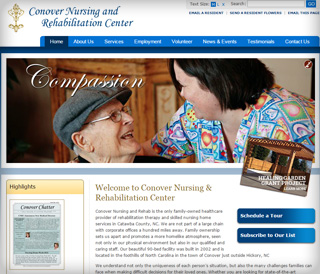 Conover Nursing and
Rehabilitation Center
Text Size: M L X
Search
GO
EMAIL A RESIDENT
SEND A RESIDENT FLOWERS
EMAIL THIS PAGE
Home
About Us
Services
Employment
Volunteer
News & Events
Testimonials
Contact Us
Compassion
HEALING GARDEN
GRANT PROJECT
LEARN MORE
Highlights
Conover Chatter
Welcome to Conover Nursing &
Rehabilitation Center
Conover Nursing and Rehab is the only family-owned healthcare
provider of rehabilitation therapy and skilled nursing home
services in Catawba County, NC. We are not part of a large chain
with corporate offices a hundred miles away. Family ownership
sets us apart and promotes a more homelike atmosphere, seen
not only in our physical environment but also in our qualified and
caring staff. Our beautiful 90-bed facility was built in 2002 and is
located in the foothills of North Carolina in the town of Conover just outside Hickory, NC
We understand not only the uniqueness of each person's situation, but also the many challenges families can
face when making difficult decisions for their loved ones. Whether you are looking for state-of-the-art
Schedule a Tour
Subscribe to Our List